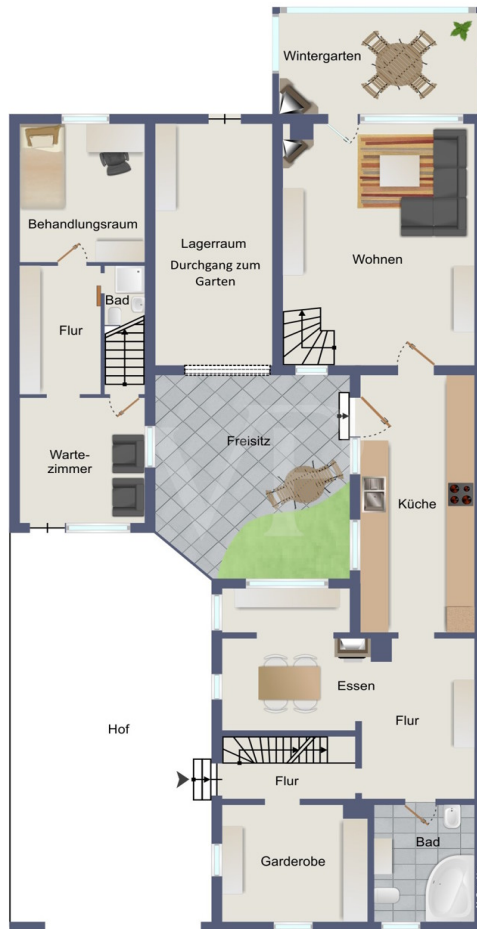 Wintergarten
Behandlungsraum
Lagerraum
Durchgang zum
Garten
Wohnen
Bad
Flur
Warte-
zimmer
Freisitz
Küche
Essen
Flur
Hof
Flur
Garderobe
Bad